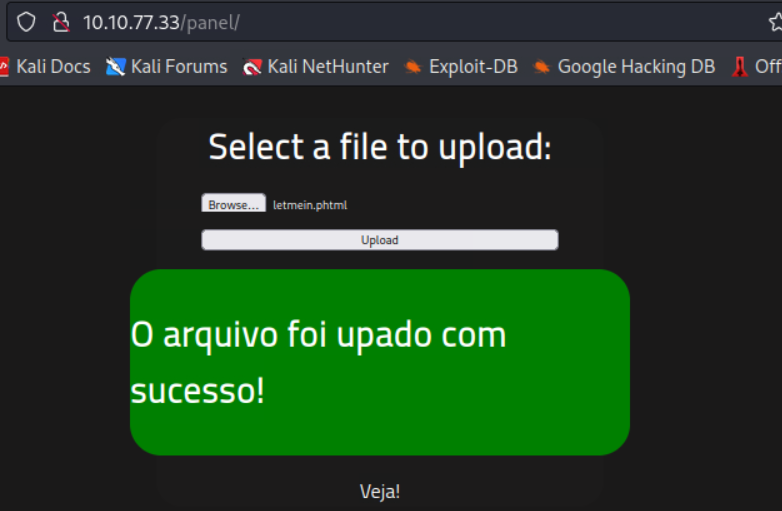 10.10.77.33/panel/
Kali Docs Kali Forums Kali NetHunter Exploit-DB Google Hacking DB Off
Select a file to upload:
Browse... letmein.phtml
Upload
O arquivo foi upado com
sucesso!
Veja!